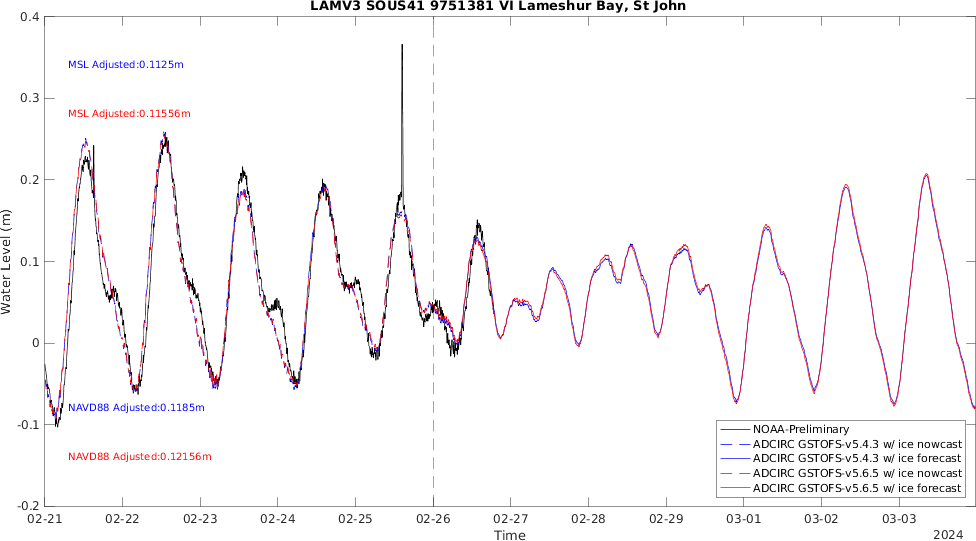 LAMV3 SOUS41 9751381 VI Lameshur Bay, St John
0.4
0.3
0.2
0.1
0
-0.1
-0.2
Water Level (m)
MSL Adjusted:0.1125m
MSL Adjusted:0.11556m
NAVD88 Adjusted:0.1185m
NAVD88 Adjusted:0.12156m
NOAA-Preliminary
ADCIRC GSTOFS-v5.4.3 w/ ice nowcast
ADCIRC GSTOFS-v5.4.3 w/ ice forecast
ADCIRC GSTOFS-v5.6.5 w/ ice nowcast
ADCIRC GSTOFS-v5.6.5 w/ ice forecast
02-21 02-22 02-23 02-24 02-25 02-26 02-27 02-28 02-29 03-01 03-02 03-03
Time
2024